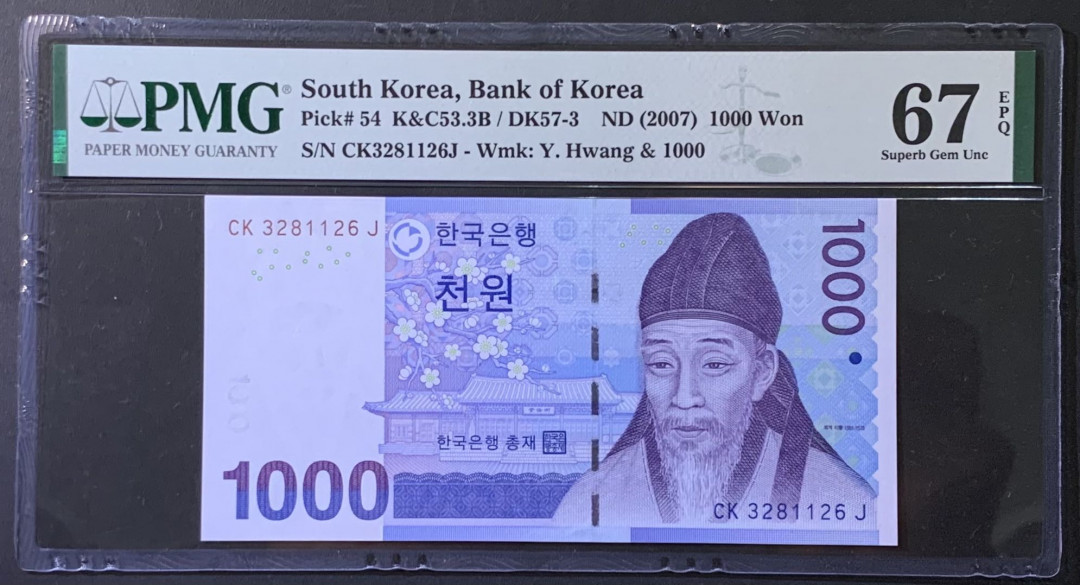 PMG®
PAPER MONEY GUARANTY
South Korea, Bank of Korea
Pick# 54 K&C53.3B / DK57-3 ND (2007) 1000 Won
S/N CK3281126J - Wmk: Y. Hwang & 1000
67
EPQ
Superb Gem Unc
CK 3281126 J
한국은행
천원
1000
한국은행 총재
1000
CK 3281126 J